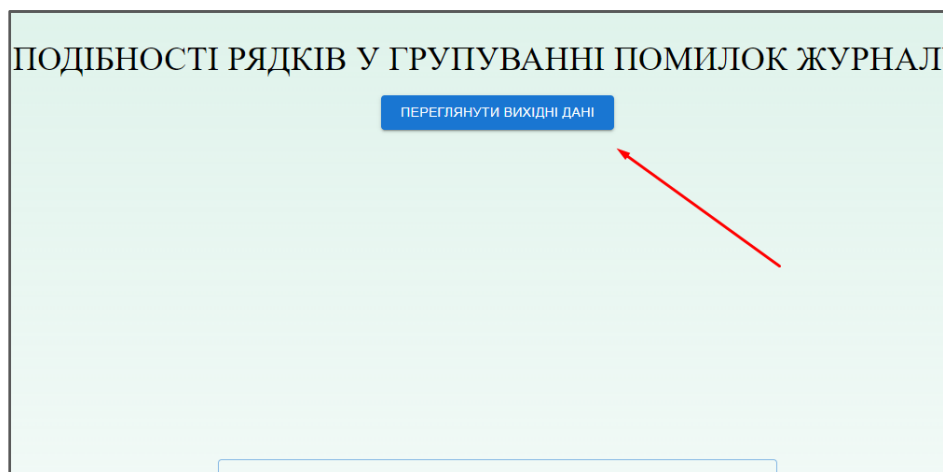 ПОДІБНОСТІ РЯДКІВ У ГРУПУВАННІ ПОМИЛОК ЖУРНАЛ
ПЕРЕГЛЯНУТИ ВИХІДНІ ДАНІ